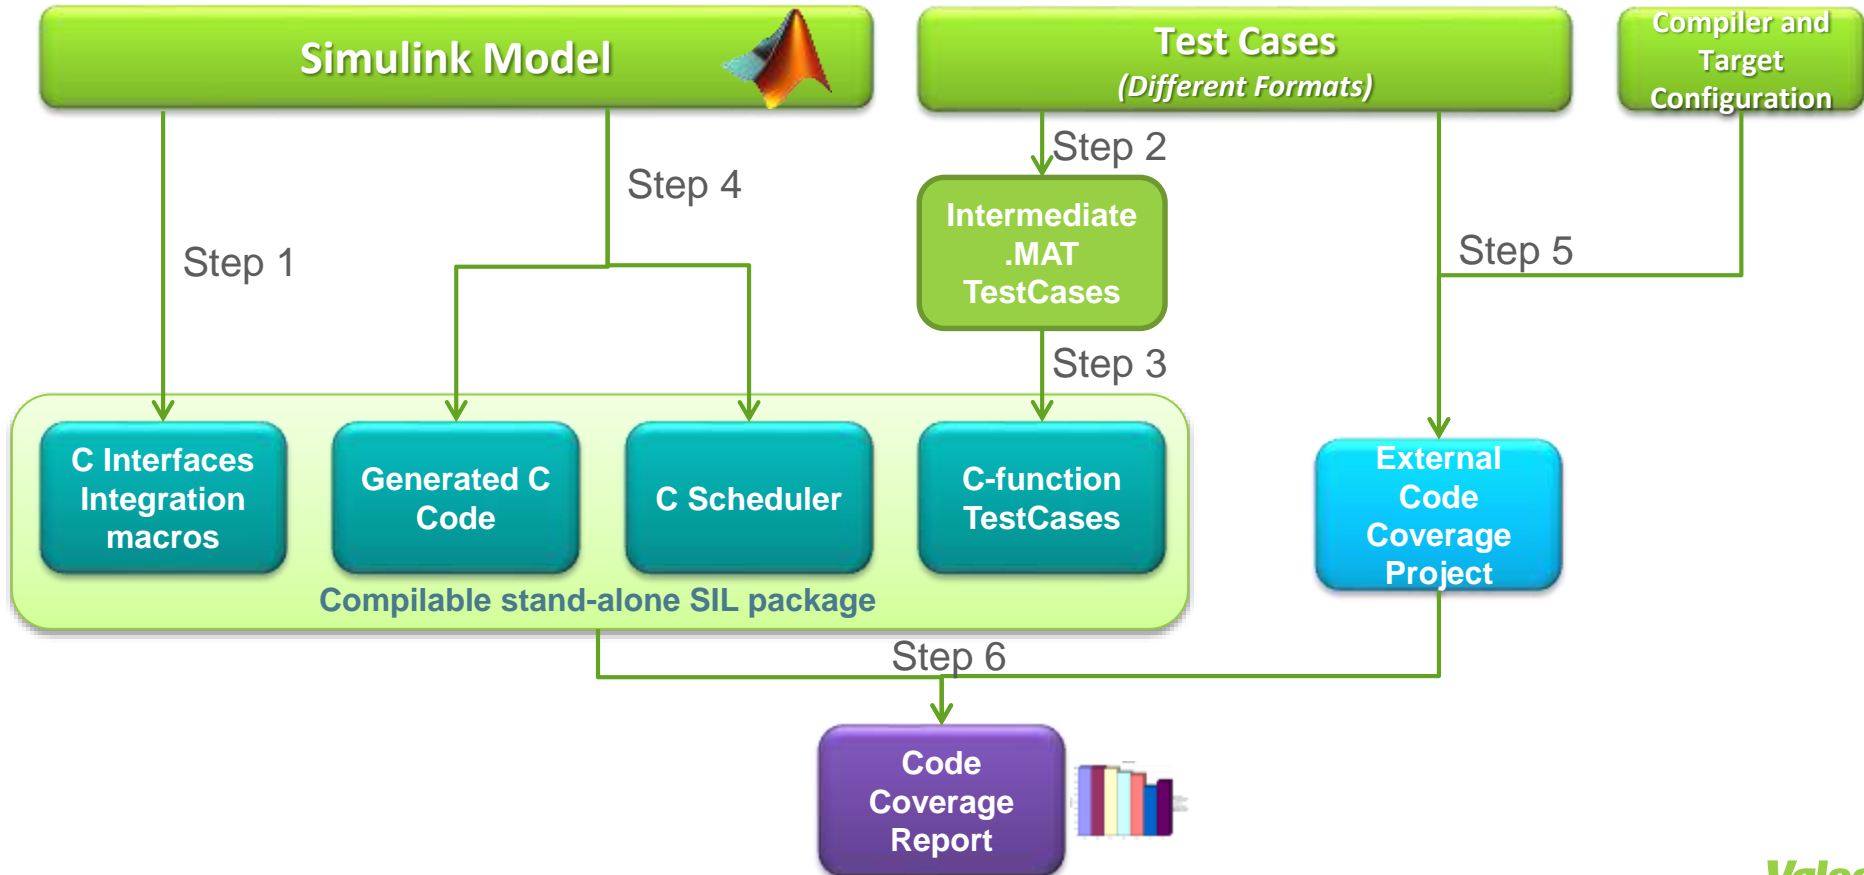 Simulink Model
Test Cases
(Different Formats)
Compiler and
Target
Configuration
Step 2
Step 4
Intermediate
.MAT
TestCases
Step 1
Step 5
Step 3
C Interfaces
Integration
macros
Generated C
Code
C Scheduler
C-function
TestCases
External
Code
Coverage
Project
Compilable stand-alone SIL package
Step 6
Code
Coverage
Report